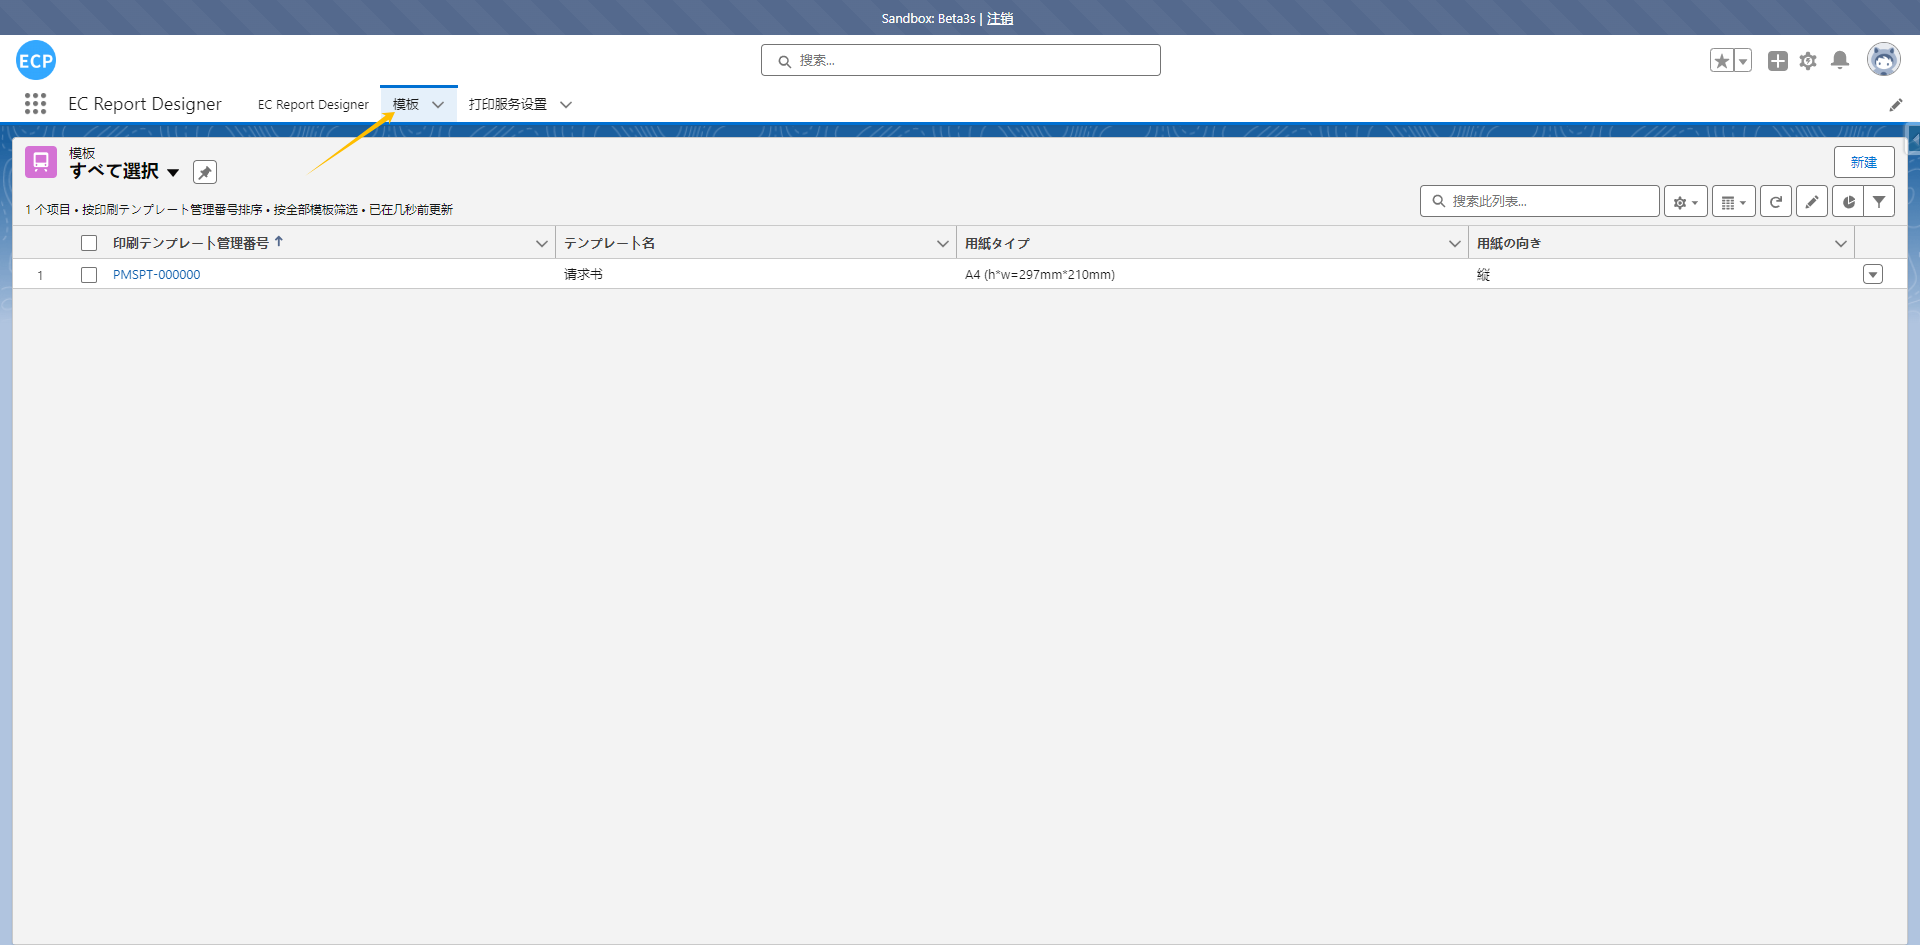 Sandbox: Beta3s | 注销
ECP
搜索...
EC Report Designer
EC Report Designer
模板
打印服务设置
模板
すべて選択
新建
1 个项目 • 按印刷テンプレート管理番号排序 • 按全部模板筛选 • 已在几秒前更新
搜索此列表...
印刷テンプレート管理番号↑
テンプレート名
用紙タイプ
用紙の向き
1
PMSPT-000000
请求书
A4 (h*w=297mm*210mm)
縦